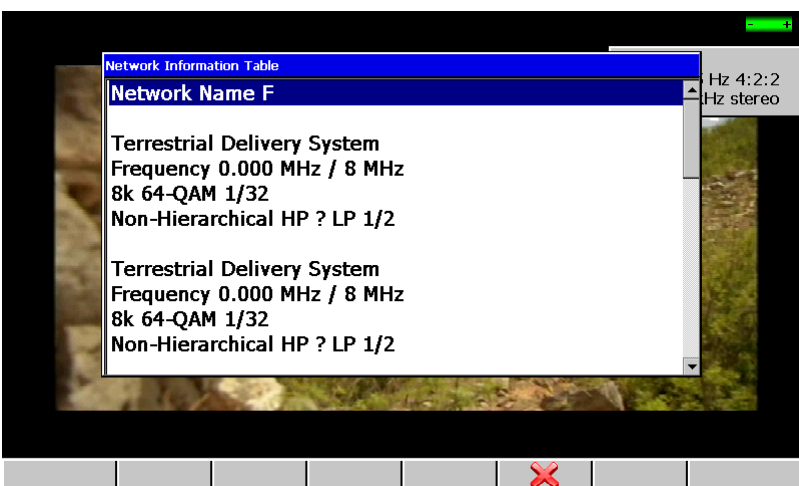 - +
Network Information Table
Hz 4:2:2
Network Name F
Hz stereo
Terrestrial Delivery System
Frequency 0.000 MHz / 8 MHz
8k 64-QAM 1/32
Non-Hierarchical HP ? LP 1/2
Terrestrial Delivery System
Frequency 0.000 MHz / 8 MHz
8k 64-QAM 1/32
Non-Hierarchical HP ? LP 1/2